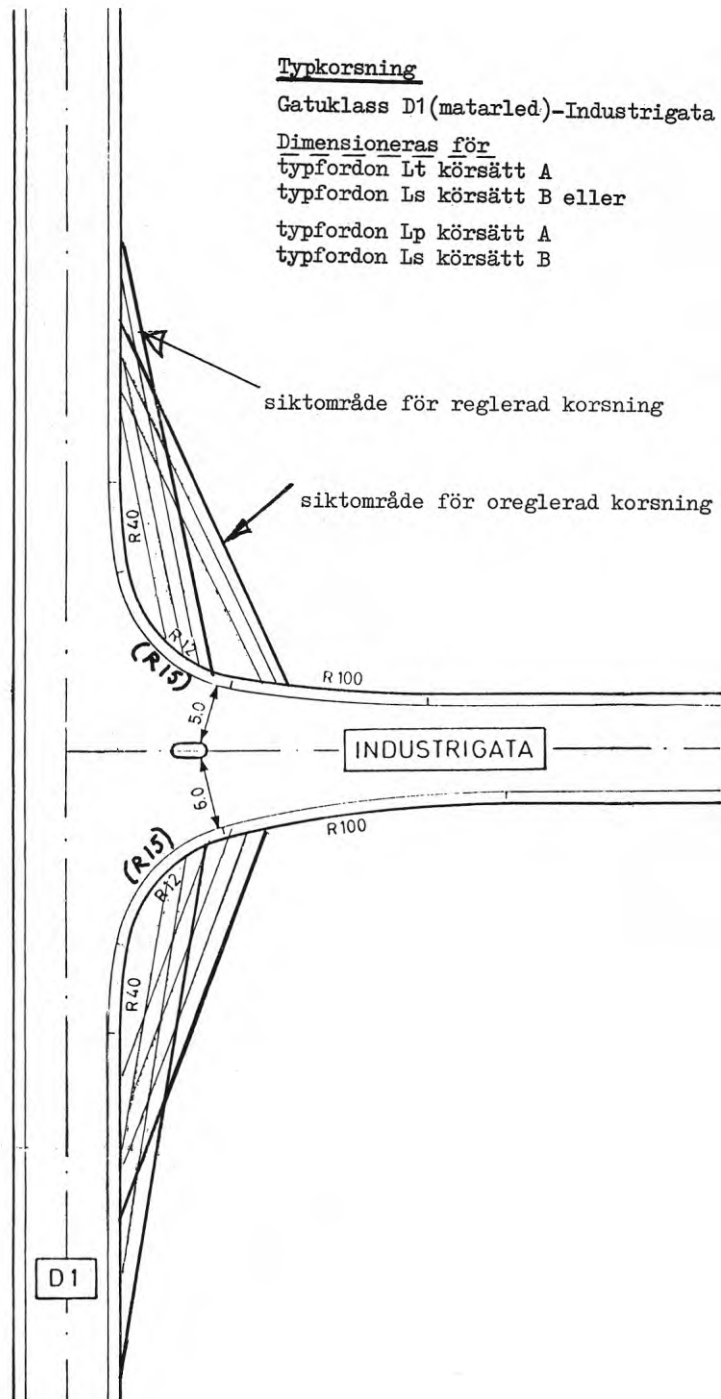 Typkorsning
Gatuklass D1(matarled)-Industrigata
Dimensioneras för
typfordon Lt körsätt A
typfordon Ls körsätt B eller
typfordon Lp körsätt A
typfordon Ls körsätt B
siktområde för reglerad korsning
siktområde för oreglerad korsning
R40
R12
(R15)
R100
5.0
INDUSTRIGATA
6.0
R100
(R15)
R12
R40
D1